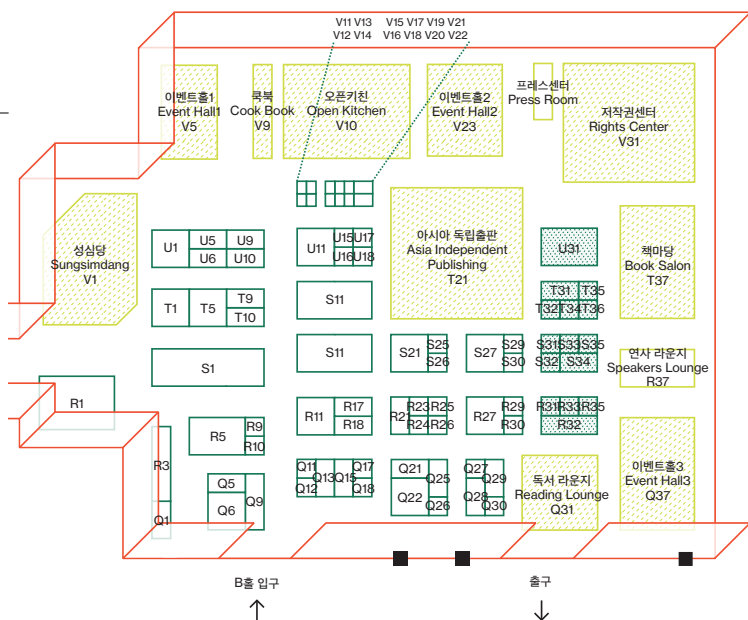 V11 V13 V15 V17 V19 V21
V12 V14 V16 V18 V20 V22
이벤트홀1
Event Hall1
V5
쿡북
Cook Book
V9
오픈키친
Open Kitchen
V10
이벤트홀2
Event Hall2
V23
프레스센터
Press Room
저작권센터
Rights Center
V31
성심당
Sungsimdang
V1
U1
U5
U9
U6
U10
U11
U15
U17
U16
U18
아시아 독립출판
Asia Independent
Publishing
T21
U31
책마당
Book Salon
T37
T1
T5
T9
T10
S11
T31
T35
T32
T34
T36
S1
S11
S21
S25
S26
S27
S29
S30
S31
S33
S35
S32
S34
연사 라운지
Speakers Lounge
R37
R1
R3
R5
R9
R10
R11
R17
R18
R21
R23
R25
R24
R26
R27
R29
R30
R31
R33
R35
R32
Q1
Q5
Q6
Q9
Q11
Q12
Q13
Q15
Q17
Q18
Q21
Q22
Q25
Q26
Q27
Q28
Q29
Q30
독서 라운지
Reading Lounge
Q31
이벤트홀3
Event Hall3
Q37
B홀 입구
출구